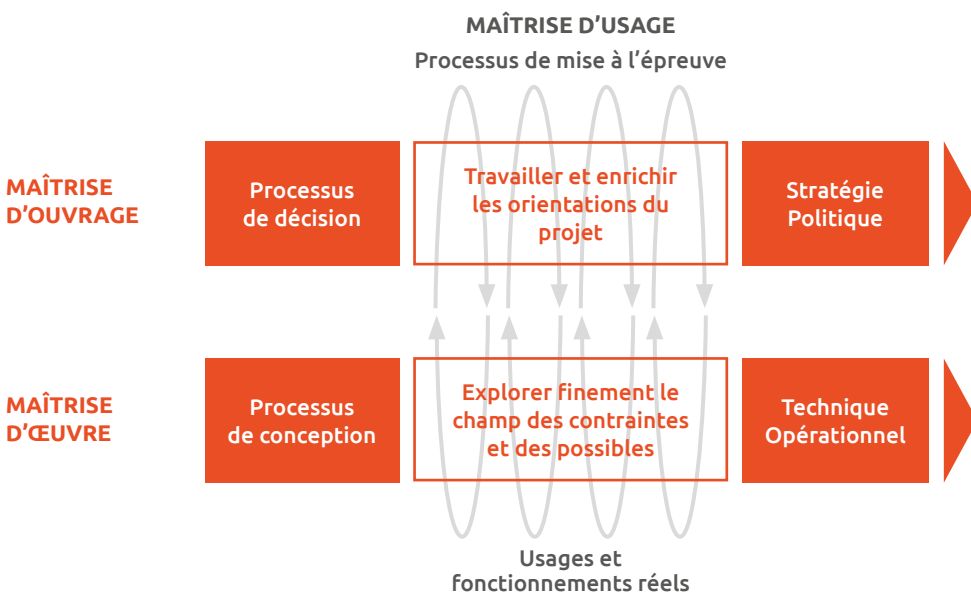 MAÎTRISE D'USAGE
Processus de mise à l'épreuve
MAÎTRISE
D'OUVRAGE
Processus
de décision
Travailler et enrichir
les orientations du
projet
Stratégie
Politique
MAÎTRISE
D'ŒUVRE
Processus
de conception
Explorer finement le
champ des contraintes
et des possibles
Technique
Opérationnel
Usages et
fonctionnements réels